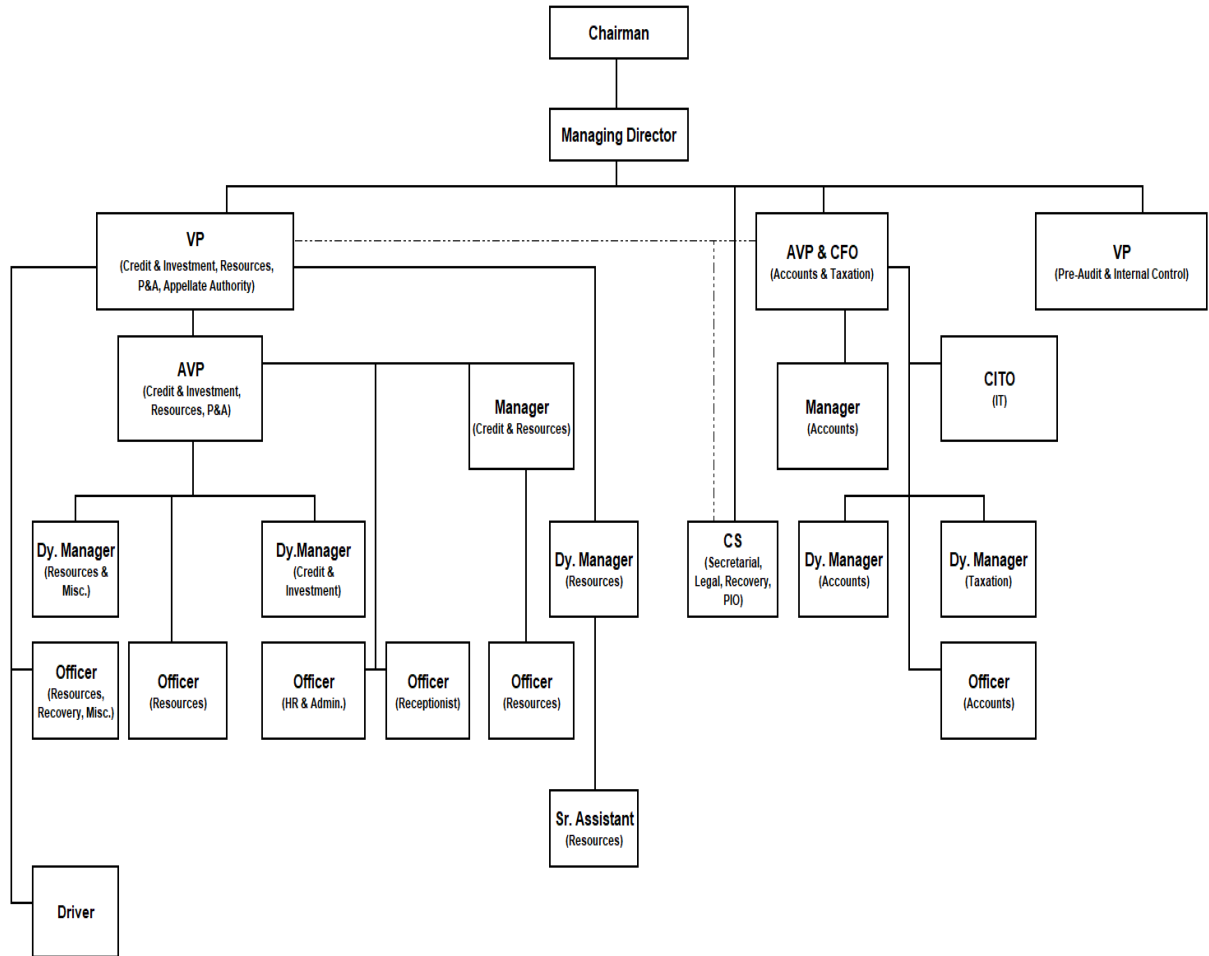 Chairman
Managing Director
VP
(Credit & Investment, Resources,
P&A, Appellate Authority)
AVP & CFO
(Accounts & Taxation)
VP
(Pre-Audit & Internal Control)
AVP
(Credit & Investment,
Resources, P&A)
Manager
(Credit & Resources)
Manager
(Accounts)
CITO
(IT)
Dy. Manager
(Resources &
Misc.)
Dy.Manager
(Credit &
Investment)
Dy. Manager
(Resources)
CS
(Secretarial,
Legal, Recovery,
PIO)
Dy. Manager
(Accounts)
Dy. Manager
(Taxation)
Officer
(Resources,
Recovery, Misc.)
Officer
(Resources)
Officer
(HR & Admin.)
Officer
(Receptionist)
Officer
(Resources)
Officer
(Accounts)
Sr. Assistant
(Resources)
Driver